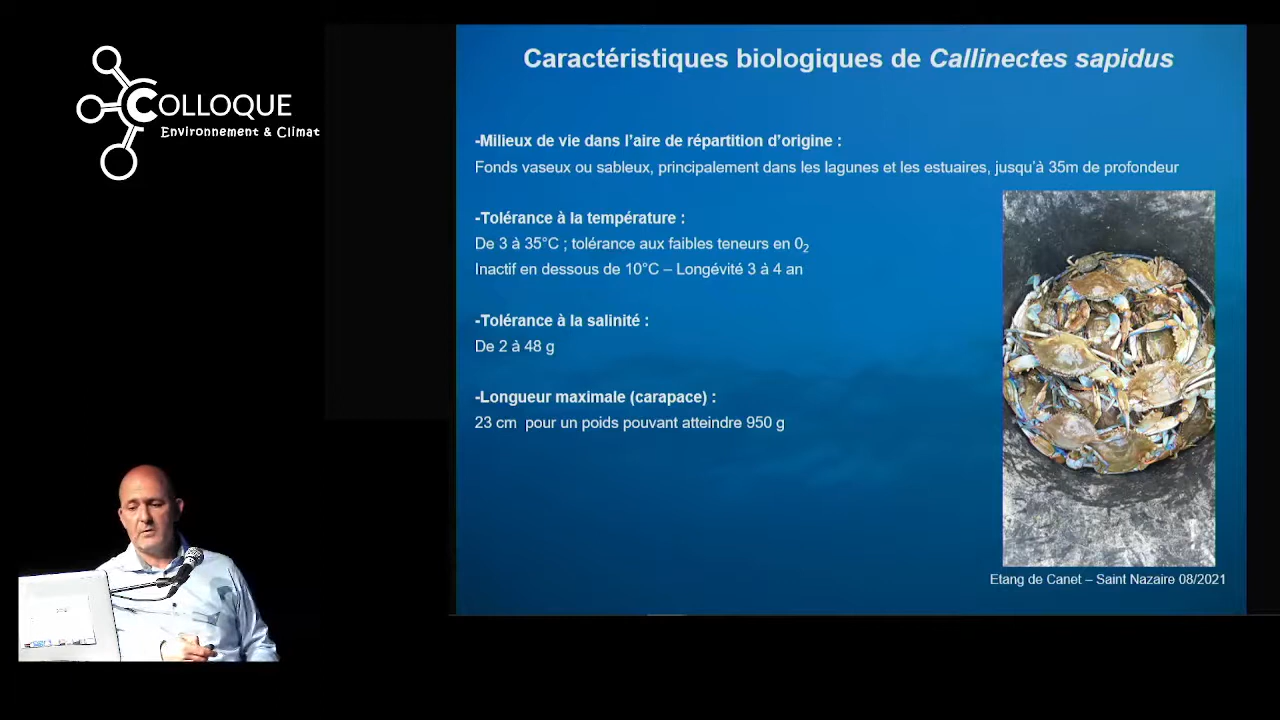 COLLOQUE
Environnement & Climat
Caractéristiques biologiques de Callinectes sapidus
-Milieux de vie dans l'aire de répartition d'origine :
Fonds vaseux ou sableux, principalement dans les lagunes et les estuaires, jusqu'à 35m de profondeur
-Tolérance à la température :
De 3 à 35°C ; tolérance aux faibles teneurs en 0₂
Inactif en dessous de 10°C – Longévité 3 à 4 an
-Tolérance à la salinité :
De 2 à 48 g
-Longueur maximale (carapace) :
23 cm  pour un poids pouvant atteindre 950 g
Etang de Canet – Saint Nazaire 08/2021